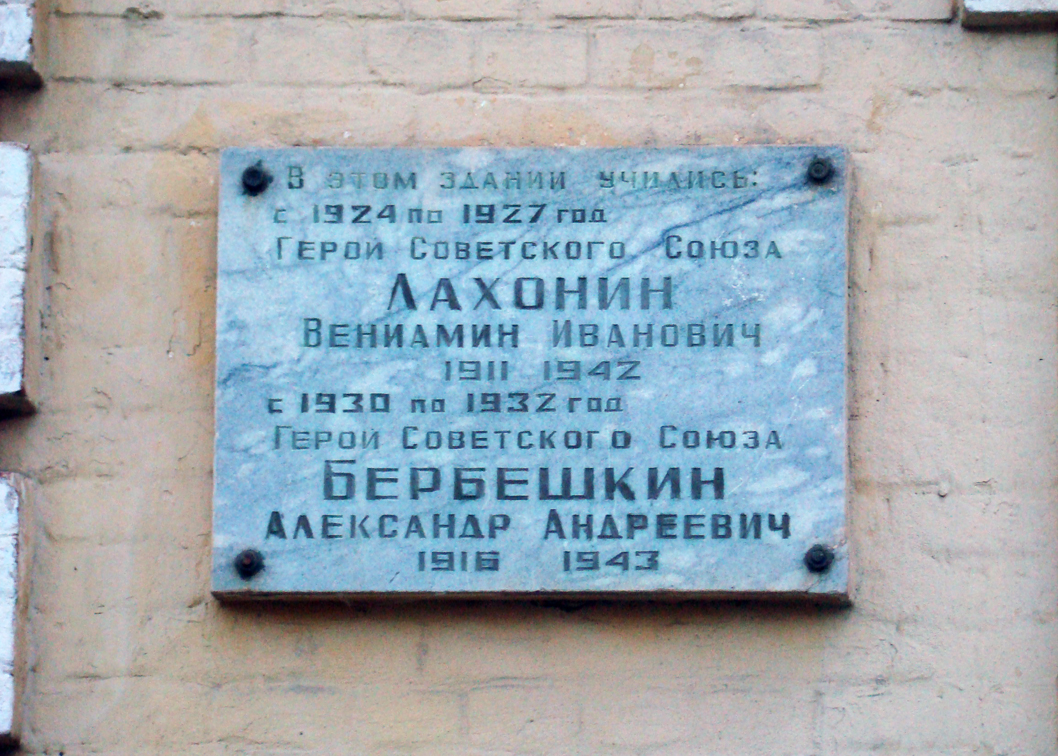 В этом здании учились:
с 1924 по 1927 год
Герой Советского Союза
Лахонин
Вениамин Иванович
1911 1942
с 1930 по 1932 год
Герой Советского Союза
Бербешкин
Александр Андреевич
1916 1943